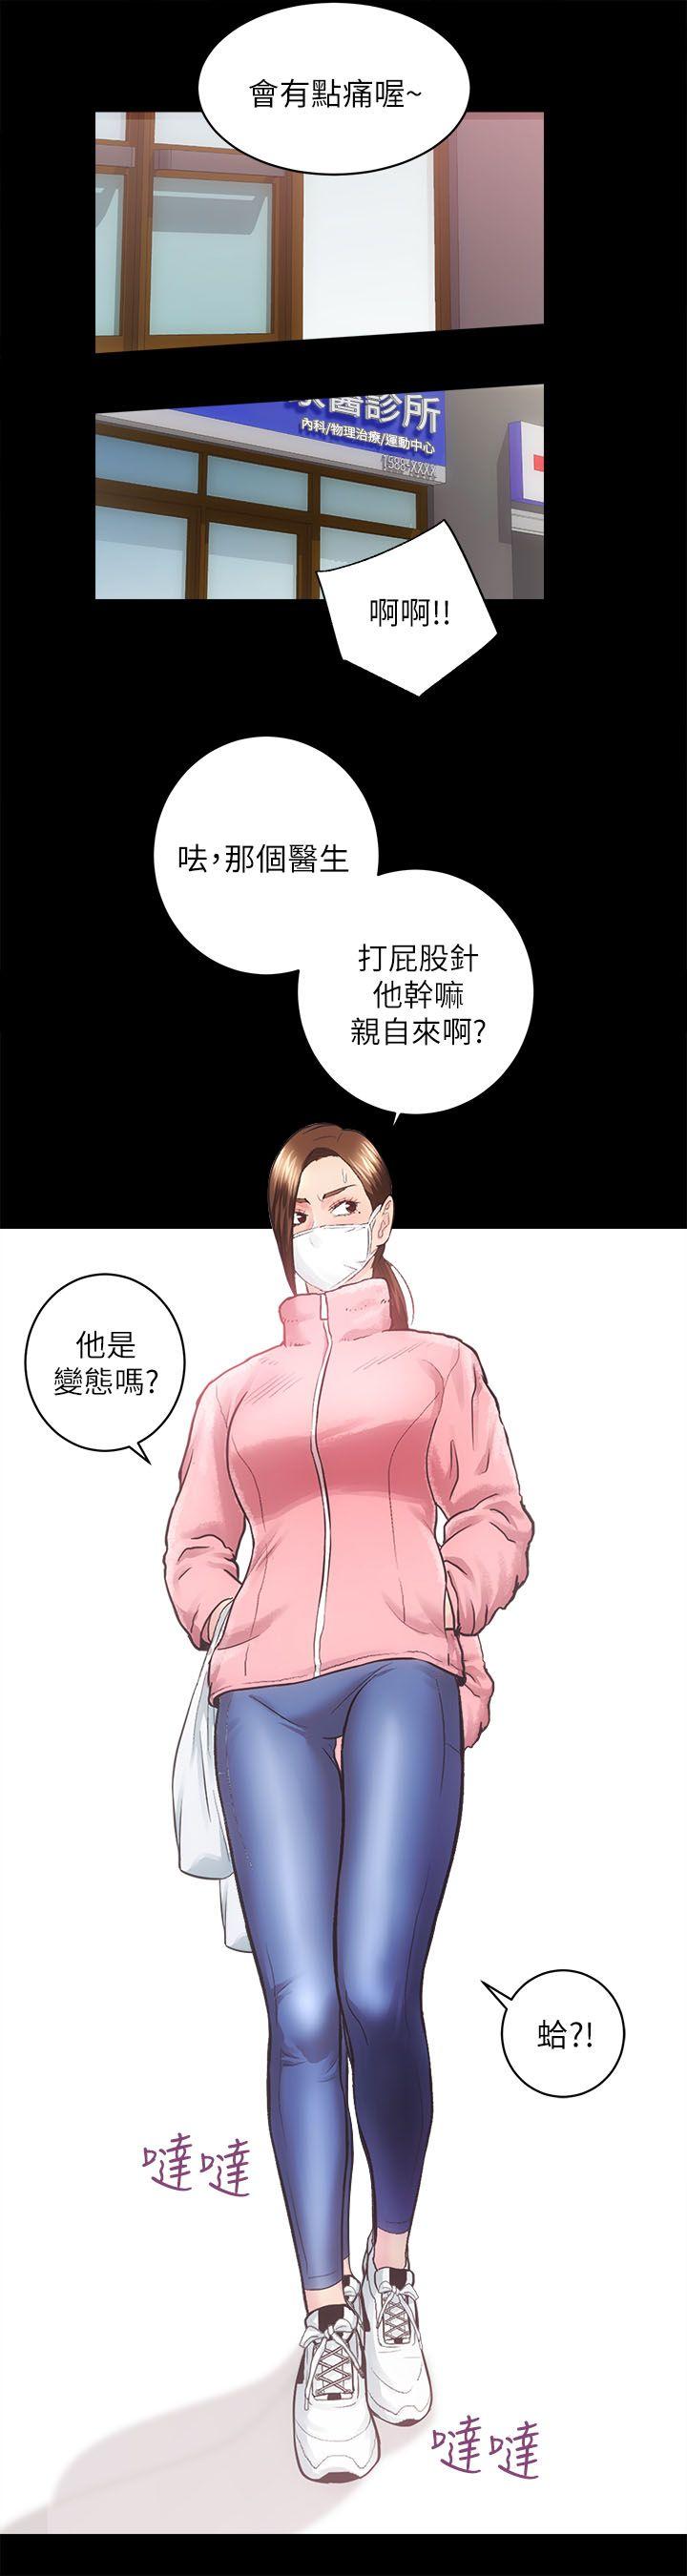 會有點痛喔~
醫診所
內科/物理治療/運動中心
1588-XXXX
啊啊!!
呿，那個醫生
打屁股針
他幹嘛
親自來啊?
他是
變態嗎?
蛤?!
噠噠
噠噠